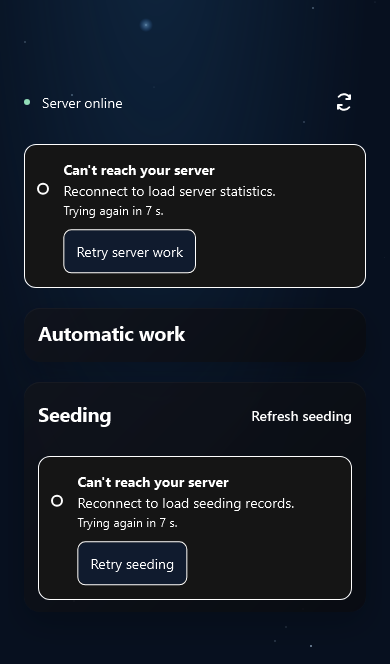 Server online
Can't reach your server
Reconnect to load server statistics.
Trying again in 7 s.
Retry server work
Automatic work
Seeding
Refresh seeding
Can't reach your server
Reconnect to load seeding records.
Trying again in 7 s.
Retry seeding